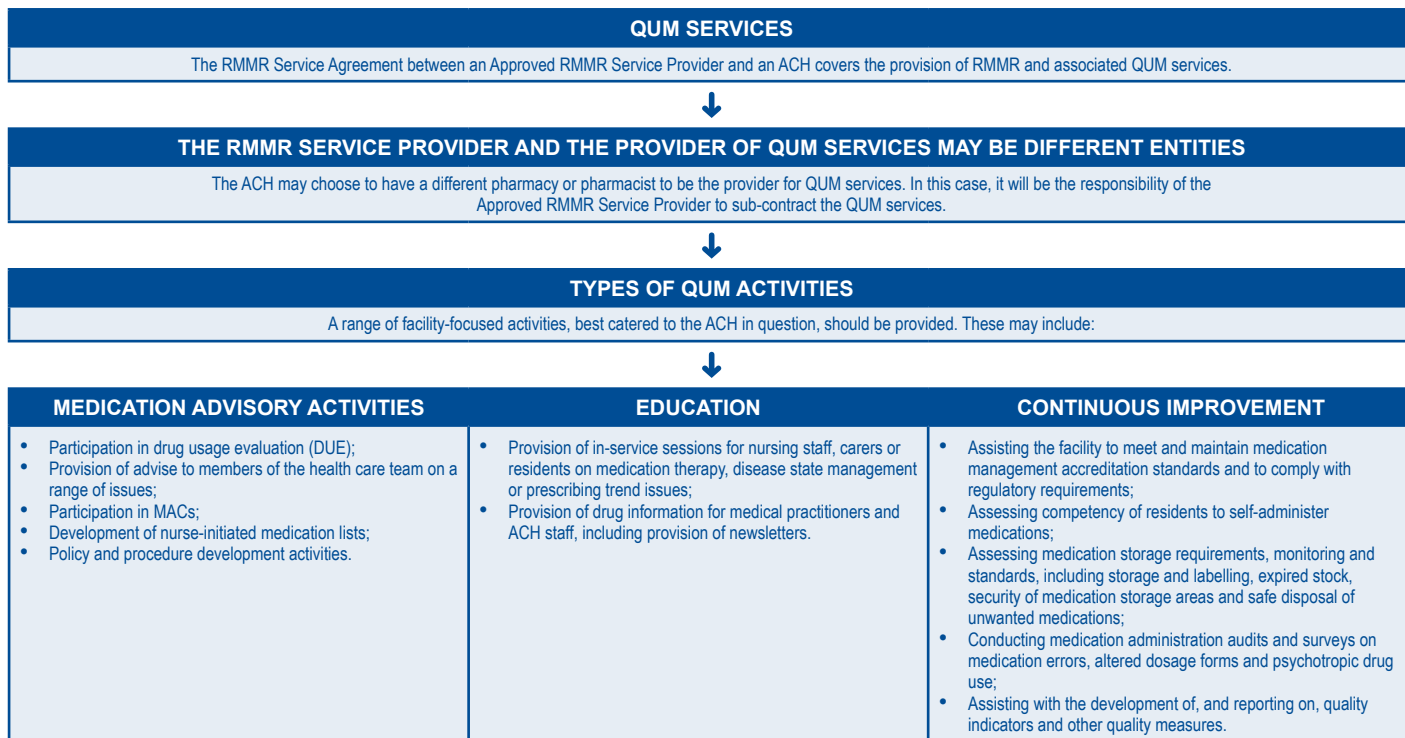 QUM SERVICES
The RMMR Service Agreement between an Approved RMMR Service Provider and an ACH covers the provision of RMMR and associated QUM services.
THE RMMR SERVICE PROVIDER AND THE PROVIDER OF QUM SERVICES MAY BE DIFFERENT ENTITIES
The ACH may choose to have a different pharmacy or pharmacist to be the provider for QUM services. In this case, it will be the responsibility of the
Approved RMMR Service Provider to sub-contract the QUM services.
TYPES OF QUM ACTIVITIES
A range of facility-focused activities, best catered to the ACH in question, should be provided. These may include:
MEDICATION ADVISORY ACTIVITIES
• Participation in drug usage evaluation (DUE);
• Provision of advise to members of the health care team on a
range of issues;
• Participation in MACs;
• Development of nurse-initiated medication lists;
• Policy and procedure development activities.
EDUCATION
• Provision of in-service sessions for nursing staff, carers or
residents on medication therapy, disease state management
or prescribing trend issues;
• Provision of drug information for medical practitioners and
ACH staff, including provision of newsletters.
CONTINUOUS IMPROVEMENT
• Assisting the facility to meet and maintain medication
management accreditation standards and to comply with
regulatory requirements;
• Assessing competency of residents to self-administer
medications;
• Assessing medication storage requirements, monitoring and
standards, including storage and labelling, expired stock,
security of medication storage areas and safe disposal of
unwanted medications;
• Conducting medication administration audits and surveys on
medication errors, altered dosage forms and psychotropic drug
use;
• Assisting with the development of, and reporting on, quality
indicators and other quality measures.